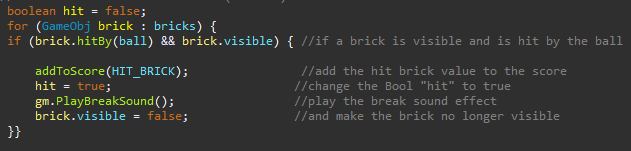 boolean hit = false;
for (GameObj brick : bricks) {
if (brick.hitBy(ball) && brick.visible) { //if a brick is visible and is hit by the ball
addToScore(HIT_BRICK); //add the hit brick value to the score
hit = true; //change the Bool "hit" to true
gm.PlayBreakSound(); //play the break sound effect
brick.visible = false; //and make the brick no longer visible
}}